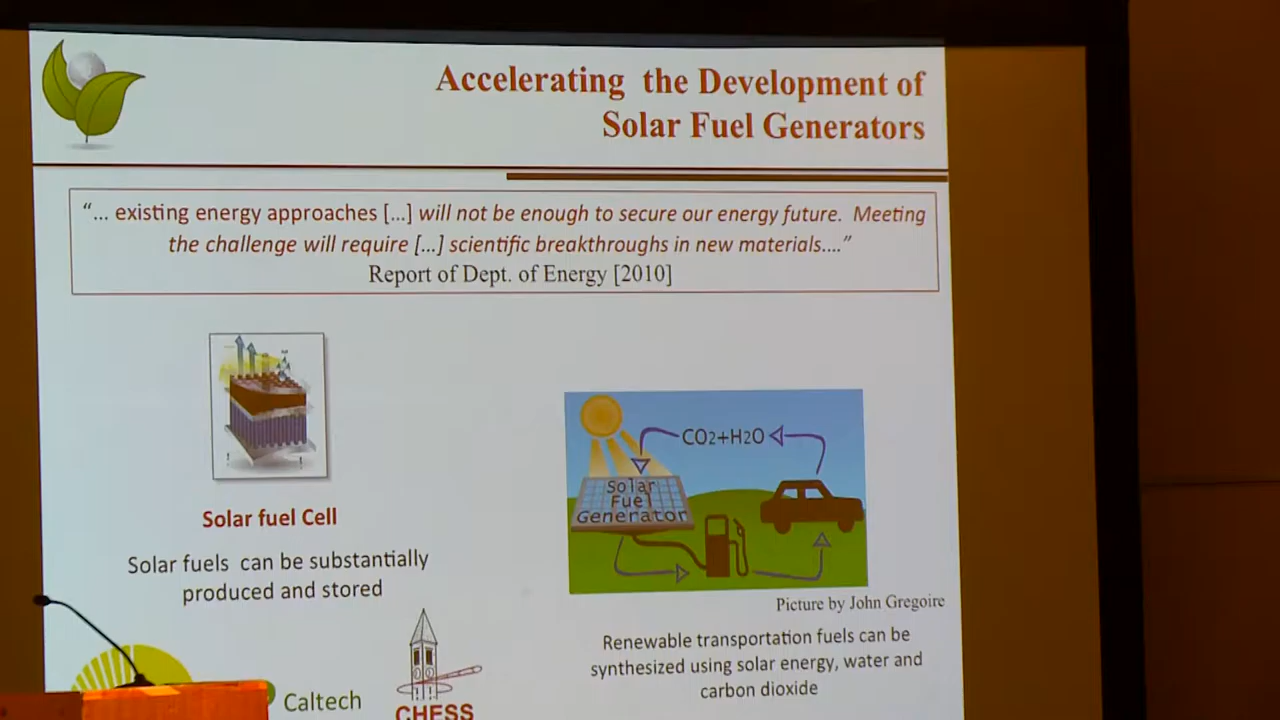 Accelerating the Development of
Solar Fuel Generators
“... existing energy approaches [...] will not be enough to secure our energy future. Meeting
the challenge will require [...] scientific breakthroughs in new materials....”
Report of Dept. of Energy [2010]
CO2+H2O
Solar
Fuel
Generator
Solar fuel Cell
Solar fuels can be substantially
produced and stored
Picture by John Gregoire
Renewable transportation fuels can be
synthesized using solar energy, water and
carbon dioxide
Caltech
CHESS